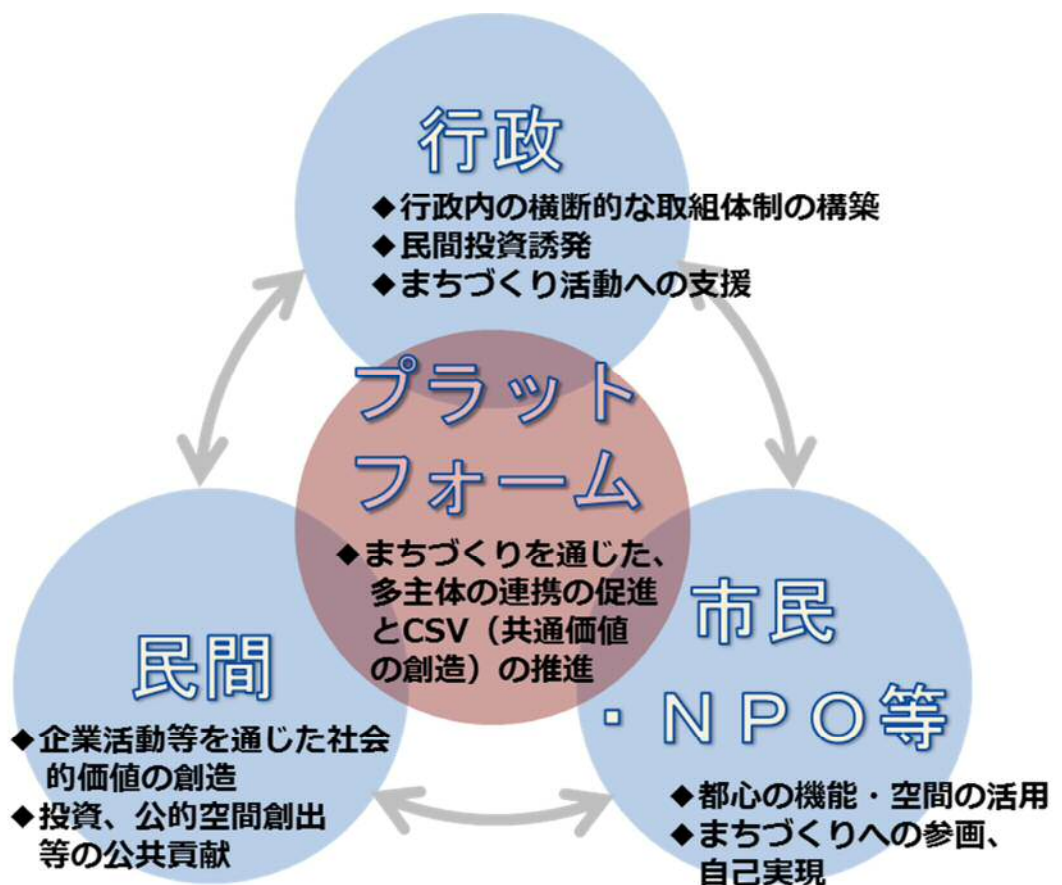 行政
◆行政内の横断的な取組体制の構築
◆民間投資誘発
◆まちづくり活動への支援
プラット
フォーム
◆まちづくりを通じた、
多主体の連携の促進
とCSV（共通価値
の創造）の推進
民間
◆企業活動等を通じた社会
的価値の創造
◆投資、公的空間創出
等の公共貢献
市民
・ＮＰＯ等
◆都心の機能・空間の活用
◆まちづくりへの参画、
自己実現